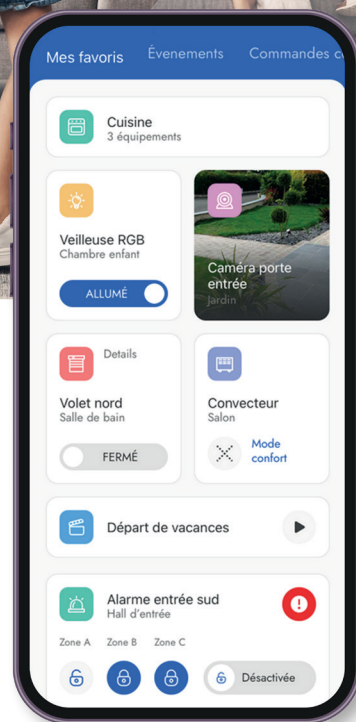 Mes favoris Évenements Commandes c
Cuisine
3 équipements
Veilleuse RGB
Chambre enfant
ALLUMÉ
Caméra porte
entrée
Jardin
Details
Volet nord
Salle de bain
FERMÉ
Convecteur
Salon
Mode
confort
Départ de vacances
Alarme entrée sud
Hall d'entrée
Zone A Zone B Zone C
Désactivée